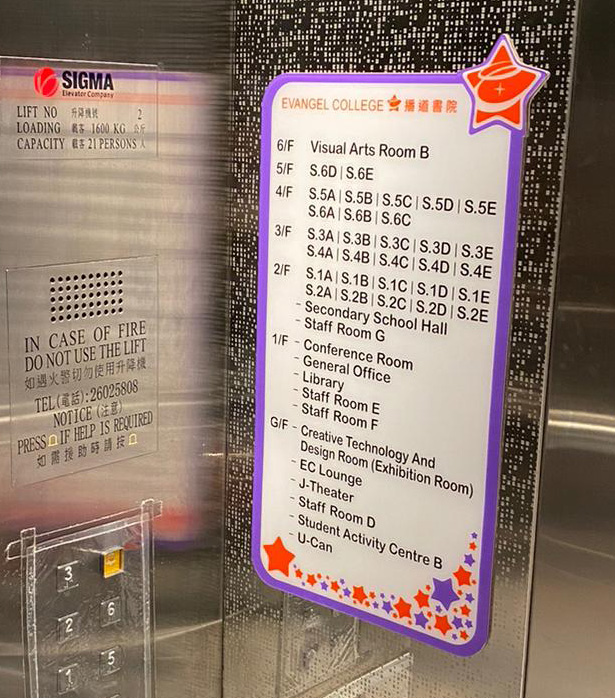 SIGMA
Elevator Company
LIFT NO 升降機號 2
LOADING 載客 1600 KG 公斤
CAPACITY 載客 21 PERSONS 人
IN CASE OF FIRE
DO NOT USE THE LIFT
如遇火警切勿使用升降機
TEL(電話):26025808
NOTICE (注意)
PRESS IF HELP IS REQUIRED
如需援助時請按
3
2
6
1
5
EVANGEL COLLEGE 播道書院
6/F Visual Arts Room B
5/F S.6D | S.6E
4/F S.5A | S.5B | S.5C | S.5D | S.5E
S.6A | S.6B | S.6C
3/F S.3A | S.3B | S.3C | S.3D | S.3E
S.4A | S.4B | S.4C | S.4D | S.4E
2/F S.1A | S.1B | S.1C | S.1D | S.1E
S.2A | S.2B | S.2C | S.2D | S.2E
- Secondary School Hall
- Staff Room G
1/F - Conference Room
- General Office
- Library
- Staff Room E
- Staff Room F
G/F - Creative Technology And
Design Room (Exhibition Room)
- EC Lounge
- J-Theater
- Staff Room D
- Student Activity Centre B
- U-Can